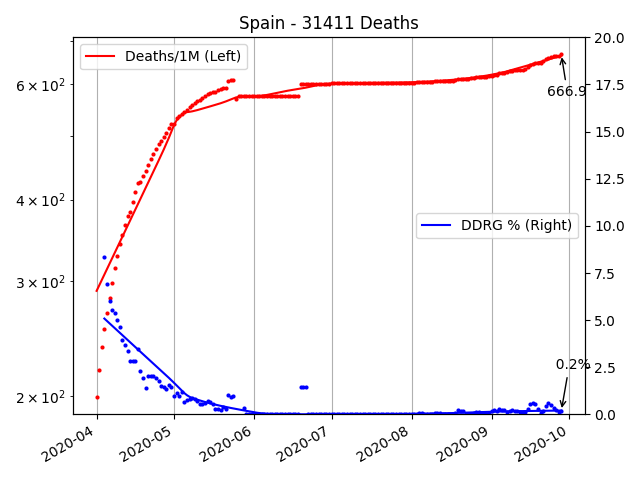 Spain - 31411 Deaths
Deaths/1M (Left)
DDRG % (Right)
666.9
0.2%
6 × 10²
4 × 10²
3 × 10²
2 × 10²
20.0
17.5
15.0
12.5
10.0
7.5
5.0
2.5
0.0
2020-04
2020-05
2020-06
2020-07
2020-08
2020-09
2020-10